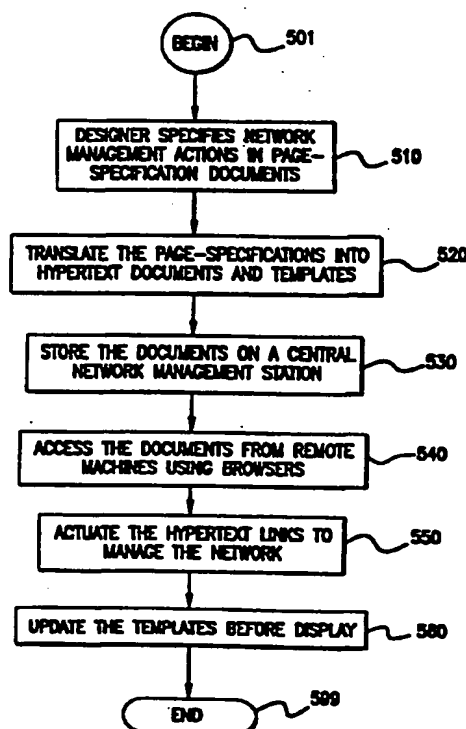 BEGIN
501
DESIGNER SPECIFIES NETWORK
MANAGEMENT ACTIONS IN PAGE-
SPECIFICATION DOCUMENTS
510
TRANSLATE THE PAGE-SPECIFICATIONS INTO
HYPERTEXT DOCUMENTS AND TEMPLATES
520
STORE THE DOCUMENTS ON A CENTRAL
NETWORK MANAGEMENT STATION
530
ACCESS THE DOCUMENTS FROM REMOTE
MACHINES USING BROWSERS
540
ACTUATE THE HYPERTEXT LINKS TO
MANAGE THE NETWORK
550
UPDATE THE TEMPLATES BEFORE DISPLAY
560
END
599